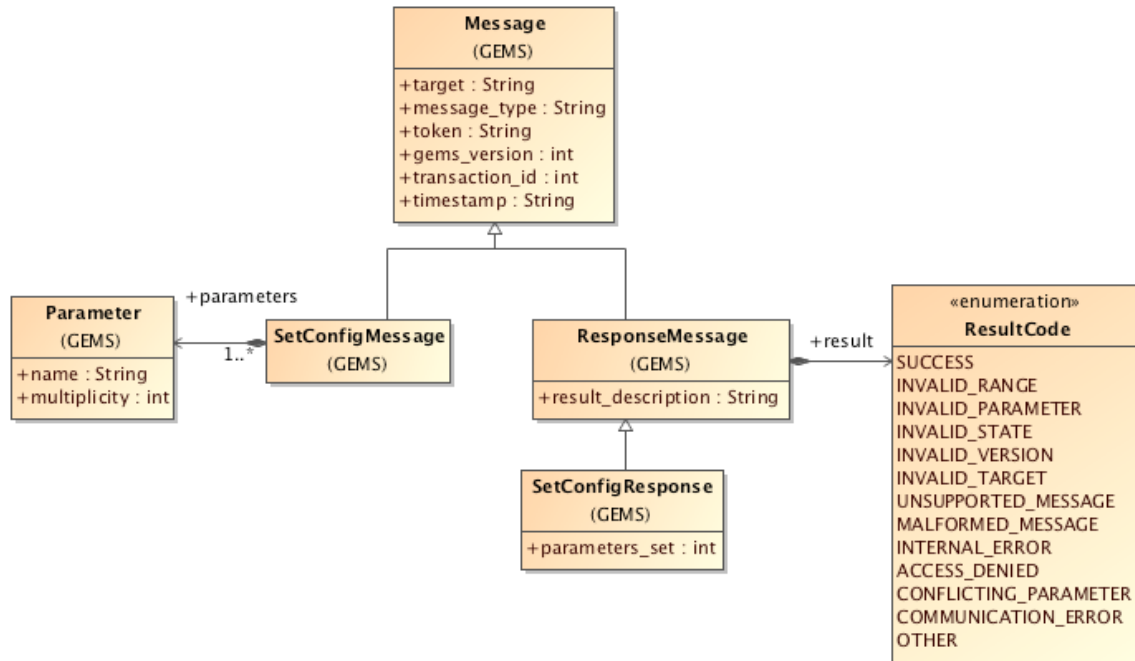 Message
(GEMS)
+target : String
+message_type : String
+token : String
+gems_version : int
+transaction_id : int
+timestamp : String
Parameter
(GEMS)
+name : String
+multiplicity : int
+parameters
1..*
SetConfigMessage
(GEMS)
ResponseMessage
(GEMS)
+result_description : String
+result
SetConfigResponse
(GEMS)
+parameters_set : int
«enumeration»
ResultCode
SUCCESS
INVALID_RANGE
INVALID_PARAMETER
INVALID_STATE
INVALID_VERSION
INVALID_TARGET
UNSUPPORTED_MESSAGE
MALFORMED_MESSAGE
INTERNAL_ERROR
ACCESS_DENIED
CONFLICTING_PARAMETER
COMMUNICATION_ERROR
OTHER